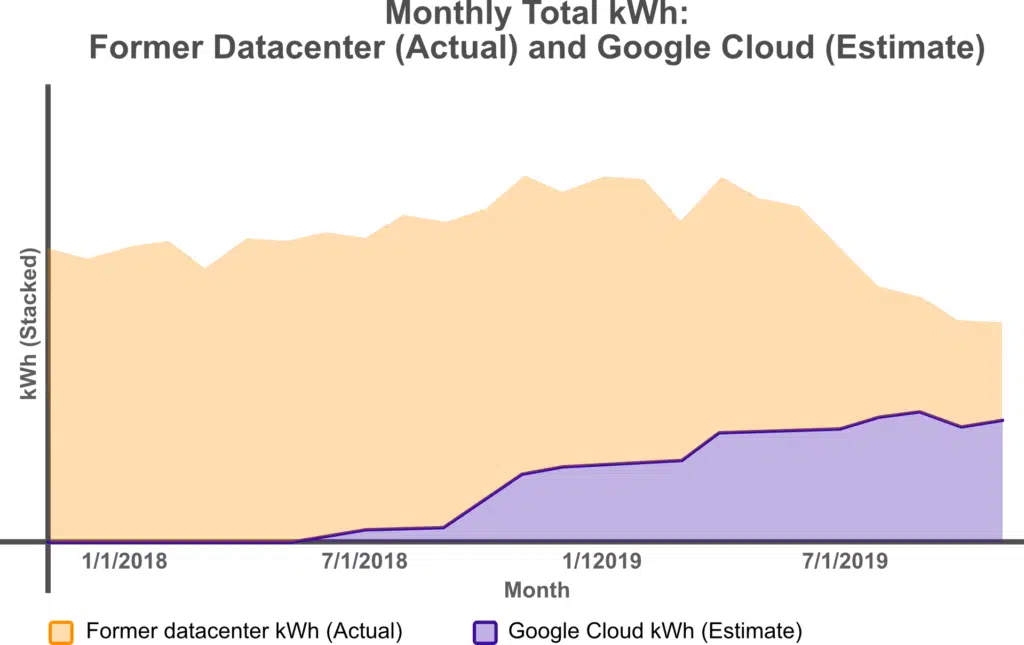 Monthly Total kWh:
Former Datacenter (Actual) and Google Cloud (Estimate)
kWh (Stacked)
1/1/2018
7/1/2018
1/12019
7/1/2019
Month
Former datacenter kWh (Actual)
Google Cloud kWh (Estimate)